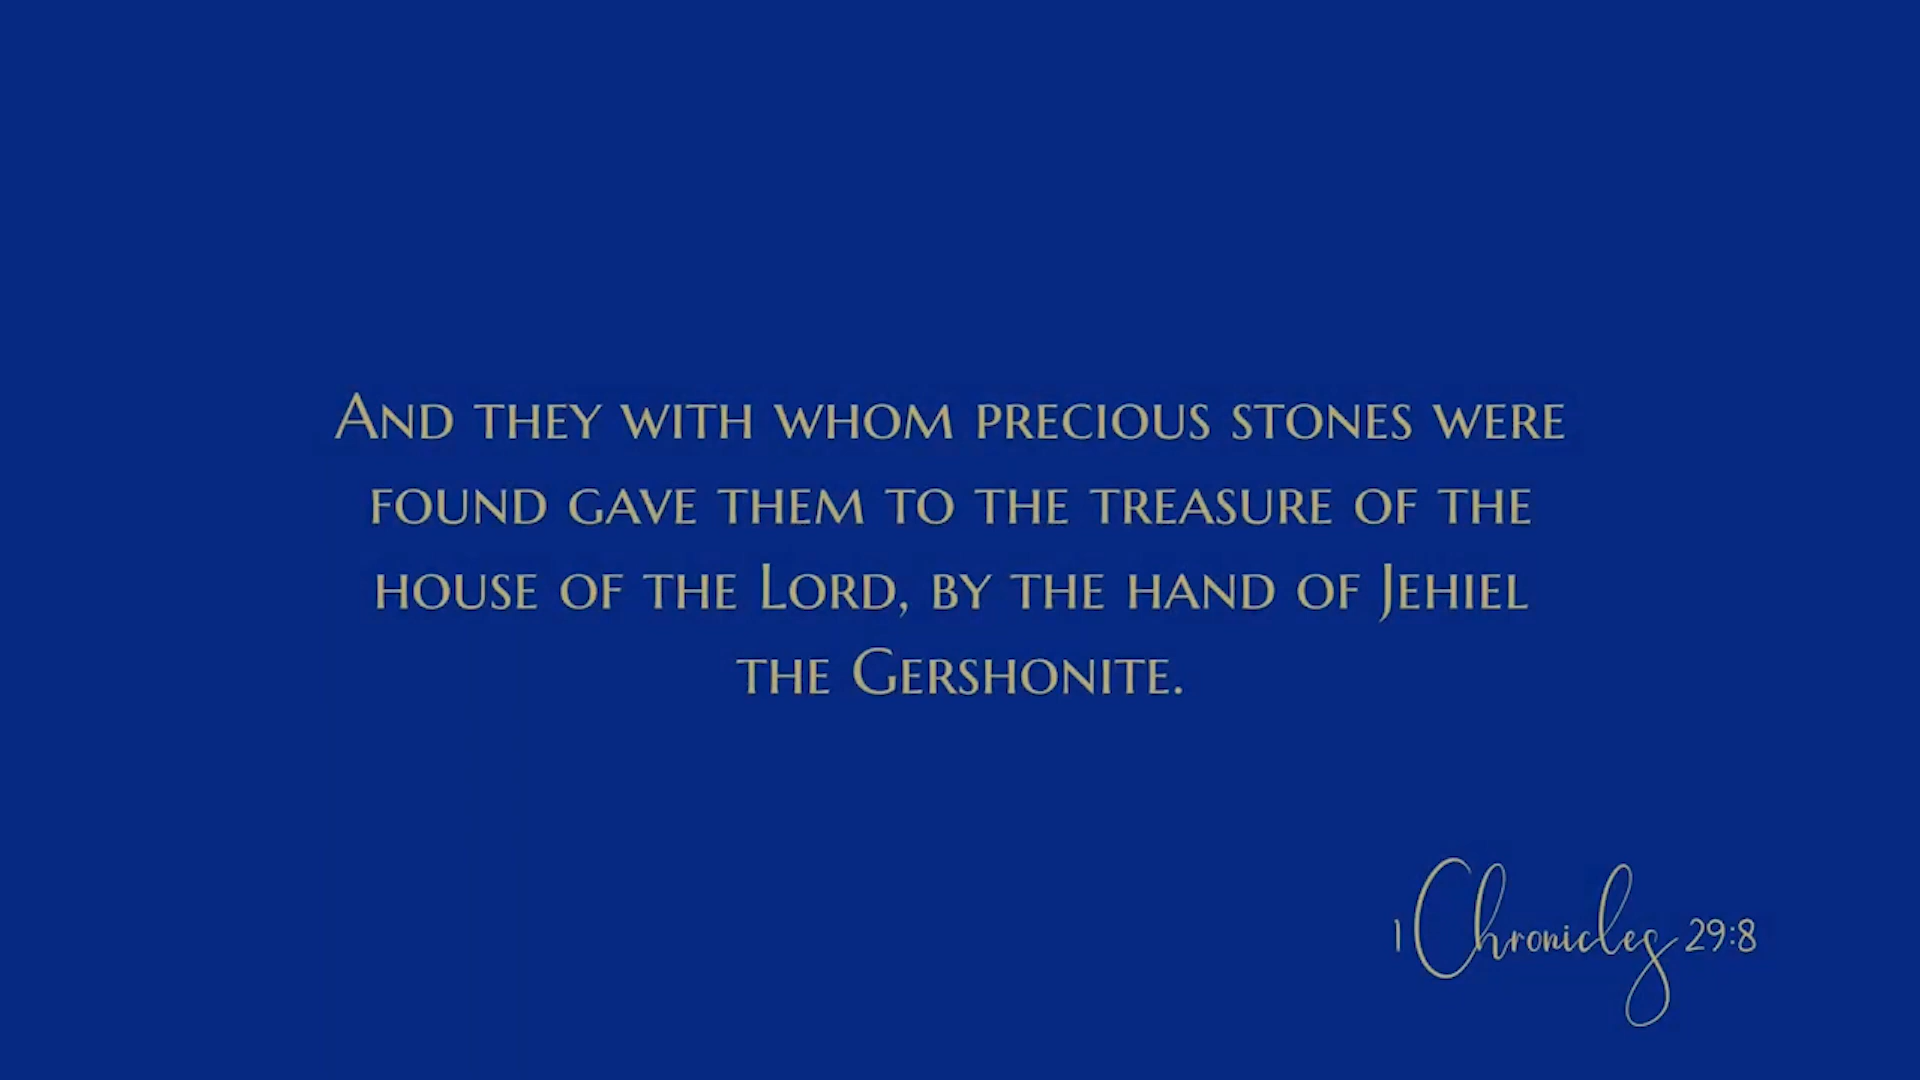 And they with whom precious stones were
found gave them to the treasure of the
house of the Lord, by the hand of Jehiel
the Gershonite.
1 Chronicles 29:8